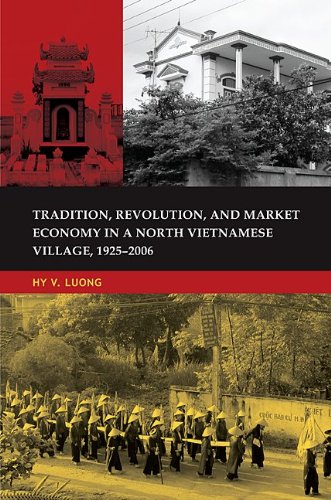 TRADITION, REVOLUTION, AND MARKET
ECONOMY IN A NORTH VIETNAMESE
VILLAGE, 1925–2006
HY V. LUONG